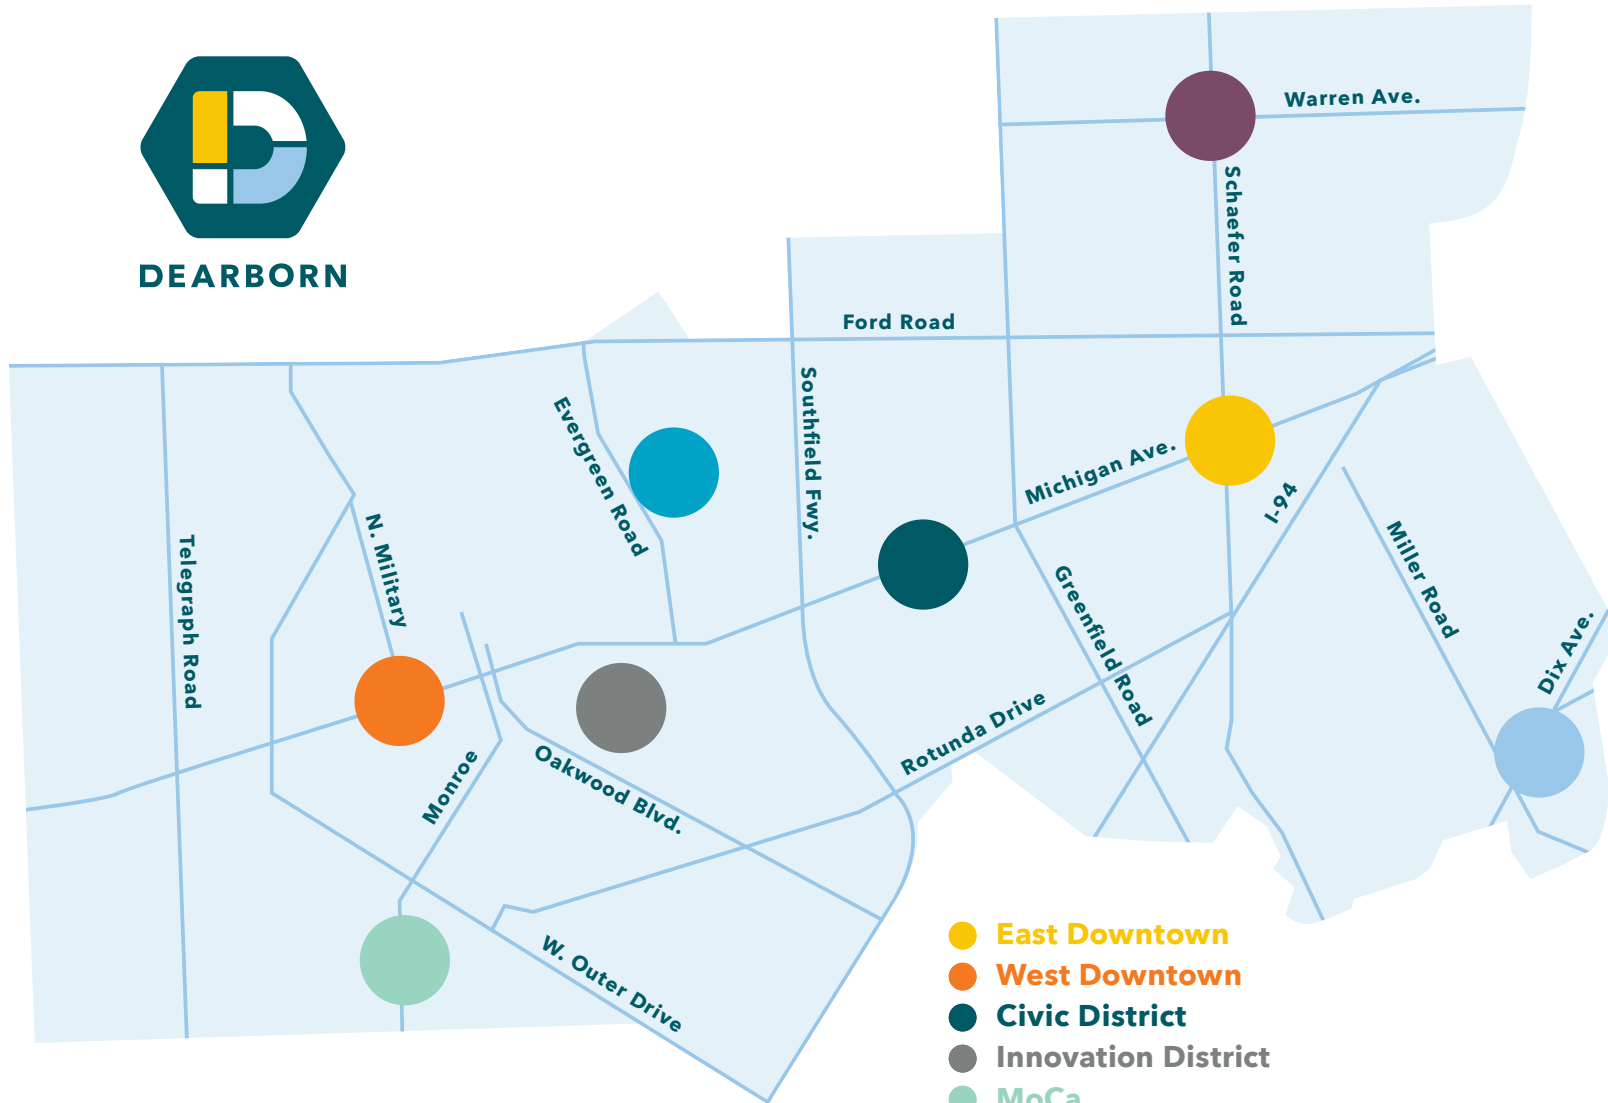 DEARBORN
Warren Ave.
Schaefer Road
Ford Road
Southfield Fwy.
Evergreen Road
Michigan Ave.
I-94
N. Military
Telegraph Road
Miller Road
Greenfield Road
Dix Ave.
Rotunda Drive
Monroe
Oakwood Blvd.
W. Outer Drive
East Downtown
West Downtown
Civic District
Innovation District
MoCa